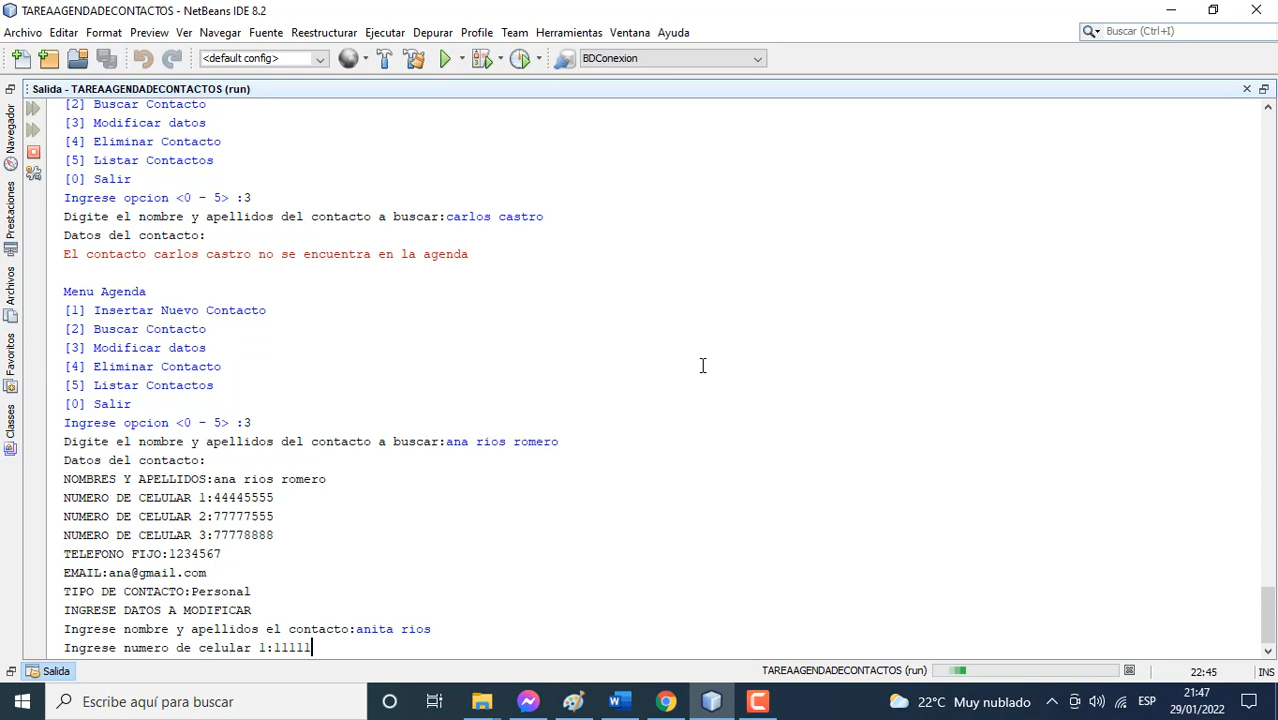 TAREAAGENDADECONTACTOS - NetBeans IDE 8.2
Archivo Editar Format Preview Ver Navegar Fuente Reestructurar Ejecutar Depurar Profile Team Herramientas Ventana Ayuda
Buscar (Ctrl+I)
<default config>
BDConexion
Salida - TAREAAGENDADECONTACTOS (run)
Navegador
Prestaciones
Archivos
Favoritos
Classes
[2] Buscar Contacto
[3] Modificar datos
[4] Eliminar Contacto
[5] Listar Contactos
[0] Salir
Ingrese opcion <0 - 5> :3
Digite el nombre y apellidos del contacto a buscar:carlos castro
Datos del contacto:
El contacto carlos castro no se encuentra en la agenda
Menu Agenda
[1] Insertar Nuevo Contacto
[2] Buscar Contacto
[3] Modificar datos
[4] Eliminar Contacto
[5] Listar Contactos
[0] Salir
Ingrese opcion <0 - 5> :3
Digite el nombre y apellidos del contacto a buscar:ana rios romero
Datos del contacto:
NOMBRES Y APELLIDOS:ana rios romero
NUMERO DE CELULAR 1:44445555
NUMERO DE CELULAR 2:77777555
NUMERO DE CELULAR 3:77778888
TELEFONO FIJO:1234567
EMAIL:ana@gmail.com
TIPO DE CONTACTO:Personal
INGRESE DATOS A MODIFICAR
Ingrese nombre y apellidos el contacto:anita rios
Ingrese numero de celular 1:11111
Salida
TAREAAGENDADECONTACTOS (run)
22:45
INS
Escribe aquí para buscar
22°C Muy nublado
ESP
21:47
29/01/2022